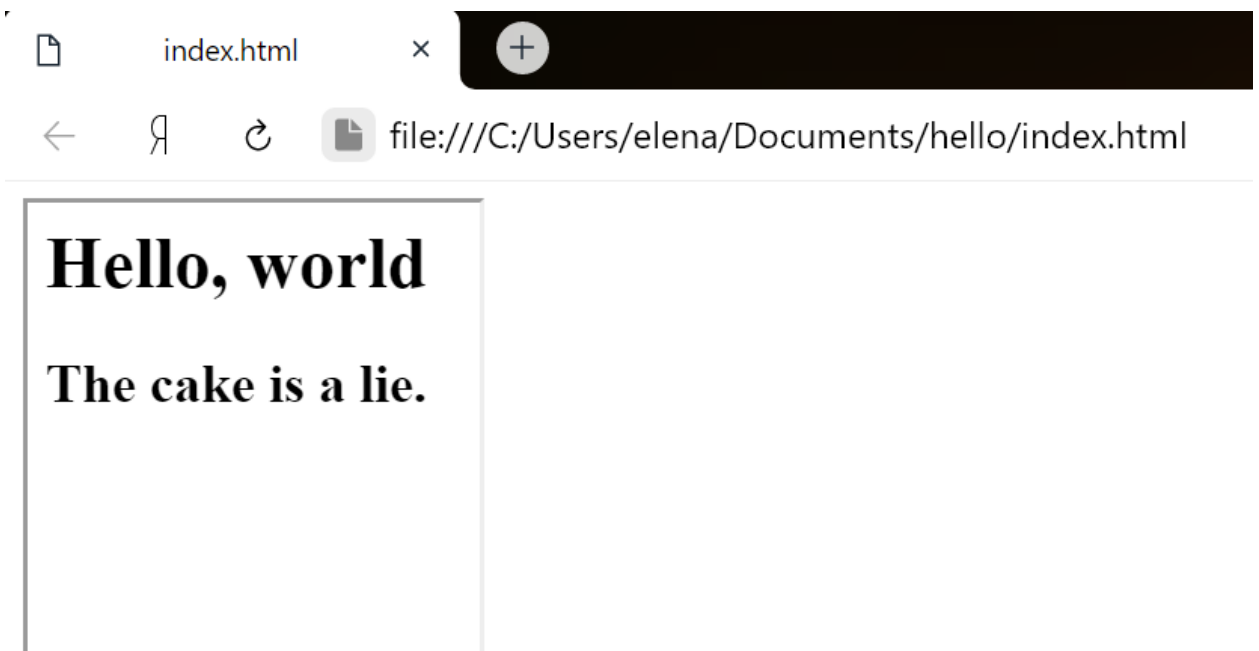 index.html
Я file:///C:/Users/elena/Documents/hello/index.html
Hello, world
The cake is a lie.